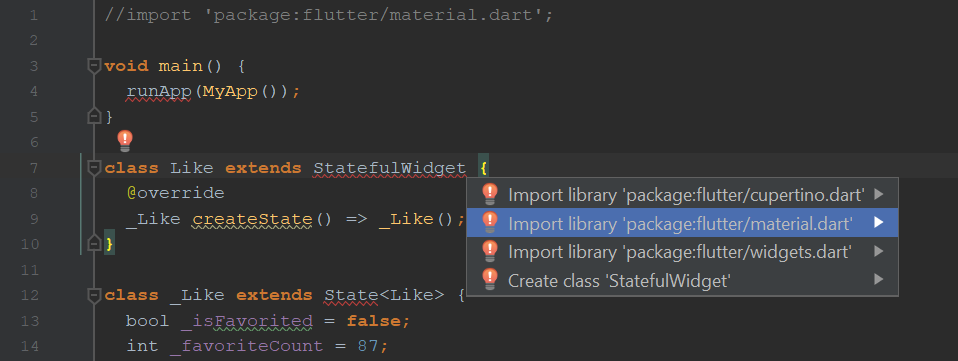 1 //import 'package:flutter/material.dart';
2
3 void main() {
4 runApp(MyApp());
5 }
6
7 class Like extends StatefulWidget {
8 @override
9 _Like createState() => _Like();
10 }
11
12 class _Like extends State<Like> {
13 bool _isFavorited = false;
14 int _favoriteCount = 87;
Import library 'package:flutter/cupertino.dart'
Import library 'package:flutter/material.dart'
Import library 'package:flutter/widgets.dart'
Create class 'StatefulWidget'